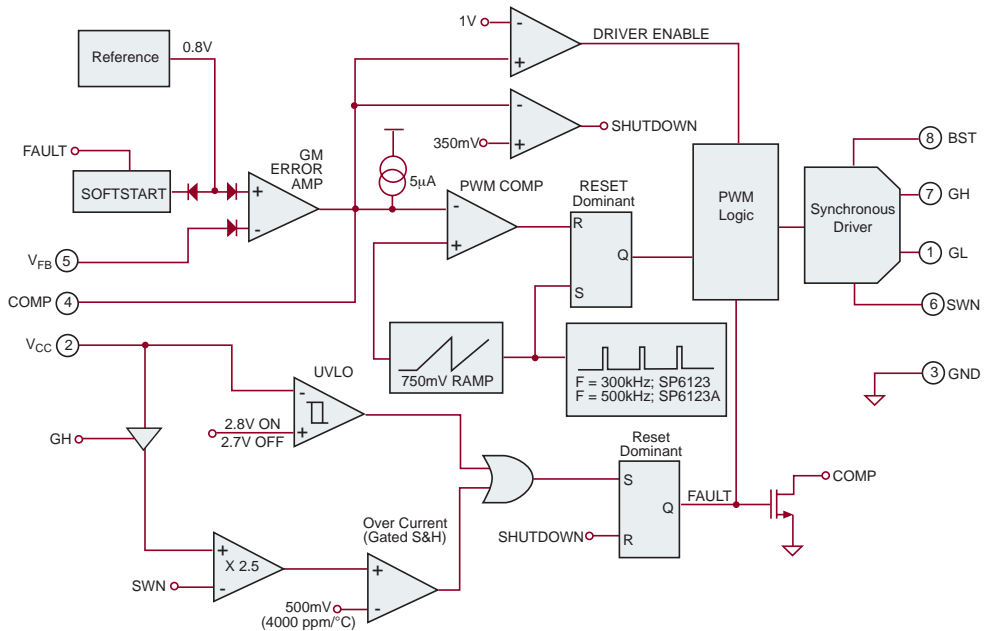 1V
-
+
DRIVER ENABLE
Reference
0.8V
-
+
350mV
SHUTDOWN
FAULT
SOFTSTART
GM
ERROR
AMP
+
-
5µA
PWM COMP
-
+
RESET
Dominant
R
Q
S
PWM
Logic
Synchronous
Driver
8 BST
7 GH
1 GL
6 SWN
3 GND
VFB 5
COMP 4
VCC 2
750mV RAMP
F = 300kHz; SP6123
F = 500kHz; SP6123A
UVLO
-
+
2.8V ON
2.7V OFF
GH
Reset
Dominant
S
Q
R
FAULT
COMP
SHUTDOWN
Over Current
(Gated S&H)
+
X 2.5
-
SWN
+
-
500mV
(4000 ppm/°C)